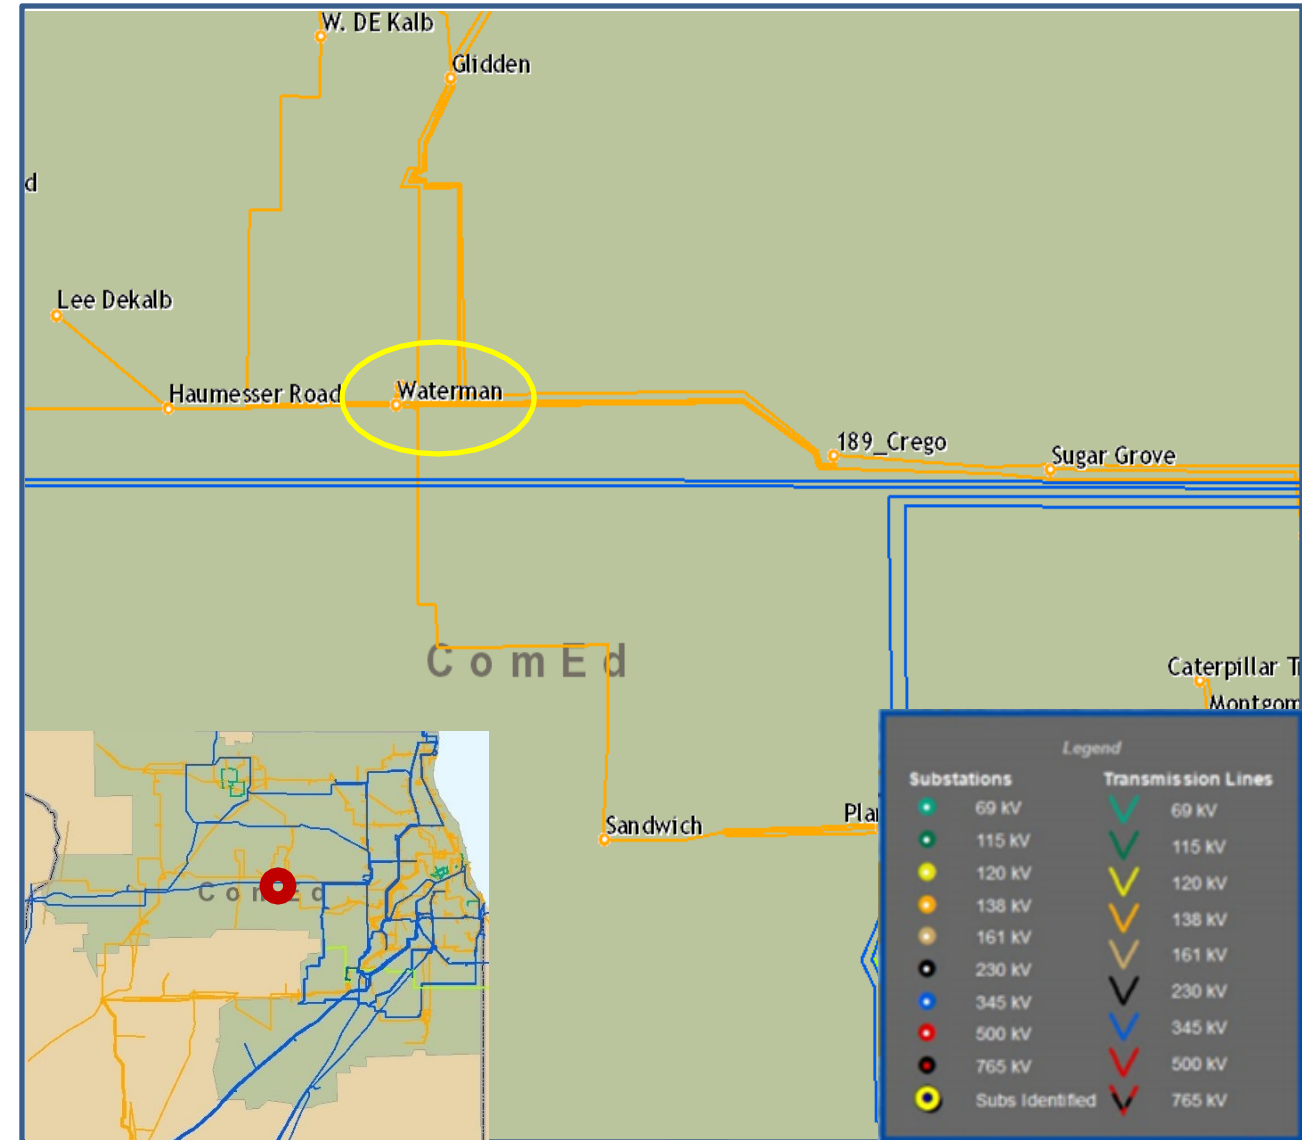 W. DE Kalb
Glidden
d
Lee Dekalb
Haumesser Road
Waterman
189_Crego
Sugar Grove
ComEd
Caterpillar
Montgom
Sandwich
Pla
ComEd
Legend
Substations
69 kV
115 kV
120 kV
138 kV
161 kV
230 kV
345 kV
500 kV
765 kV
Subs Identified
Transmission Lines
69 kV
115 kV
120 kV
138 kV
161 kV
230 kV
345 kV
500 kV
765 kV